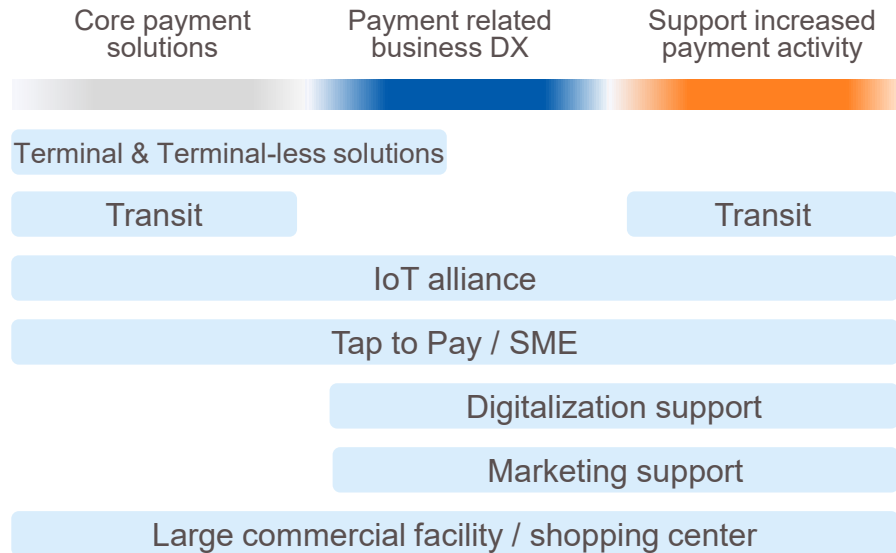 Core payment
solutions
Payment related
business DX
Support increased
payment activity
Terminal & Terminal-less solutions
Transit
Transit
IoT alliance
Tap to Pay / SME
Digitalization support
Marketing support
Large commercial facility / shopping center